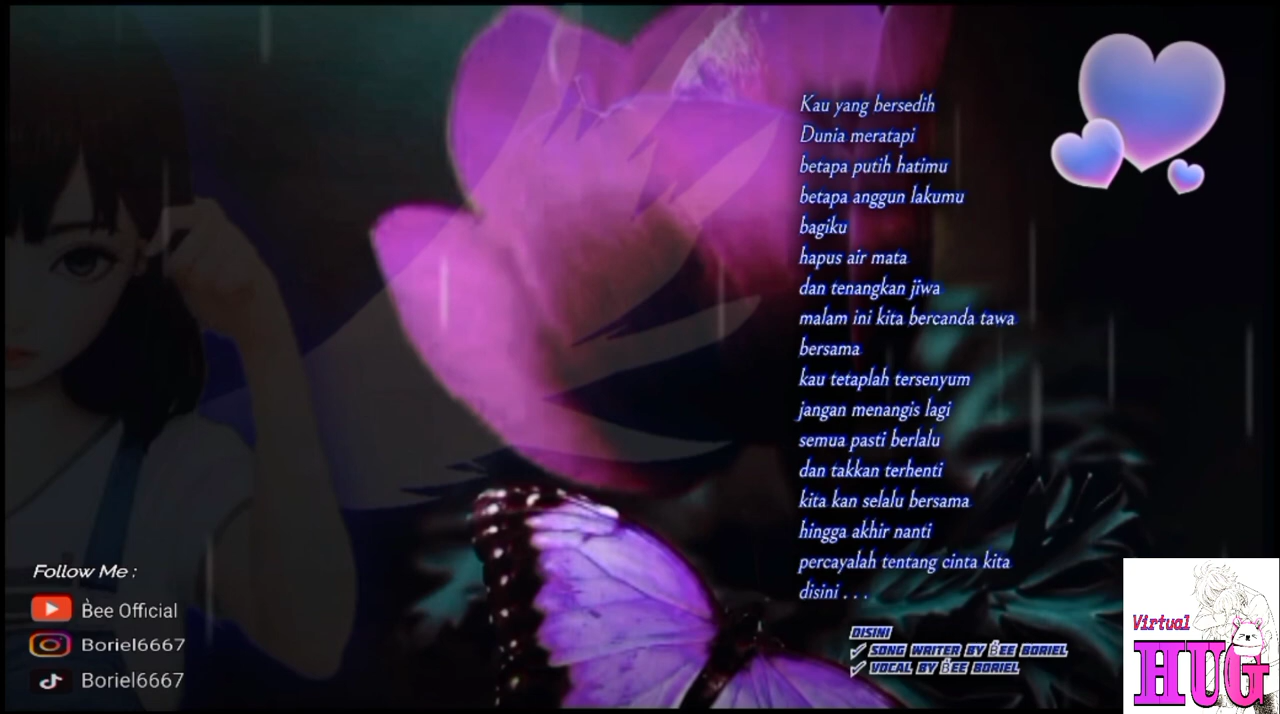 Kau yang bersedih
Dunia meratapi
betapa putih hatimu
betapa anggun lakumu
bagiku
hapus air mata
dan tenangkan jiwa
malam ini kita bercanda tawa
bersama
kau tetaplah tersenyum
jangan menangis lagi
semua pasti berlalu
dan takkan terhenti
kita kan selalu bersama
hingga akhir nanti
percayalah tentang cinta kita
disini . . .
DISINI
✓ SONG WRITER BY B̀EE BORIEL
✓ VOCAL BY B̀EE BORIEL
Follow Me :
B̀ee Official
Boriel6667
Boriel6667
Virtual
HUG